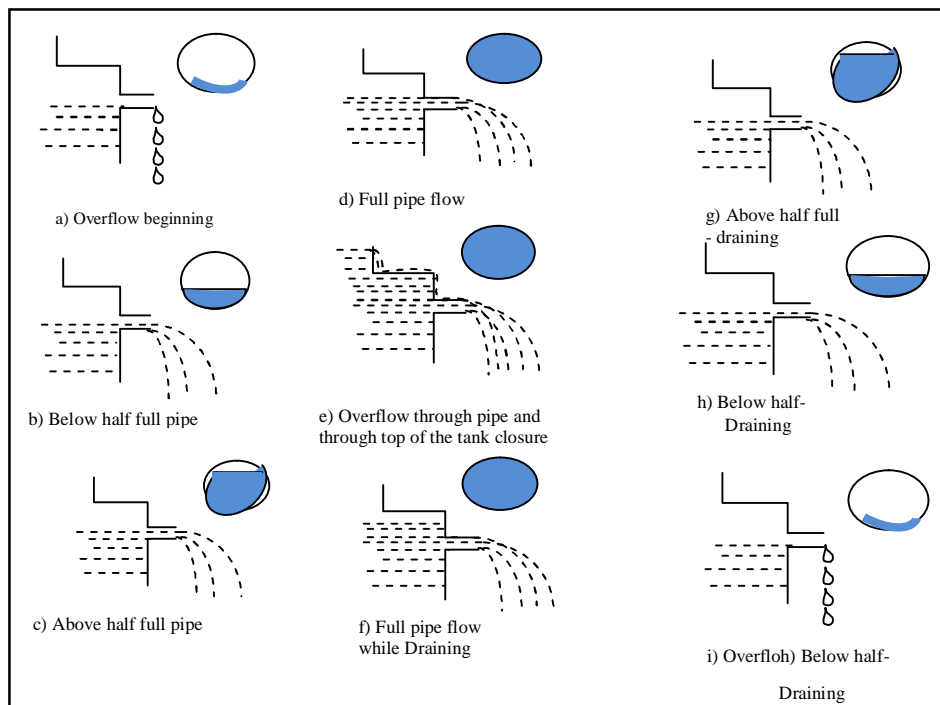 a) Overflow beginning
b) Below half full pipe
c) Above half full pipe
d) Full pipe flow
e) Overflow through pipe and
through top of the tank closure
f) Full pipe flow
while Draining
g) Above half full
- draining
h) Below half-
Draining
i) Overfloh) Below half-
Draining